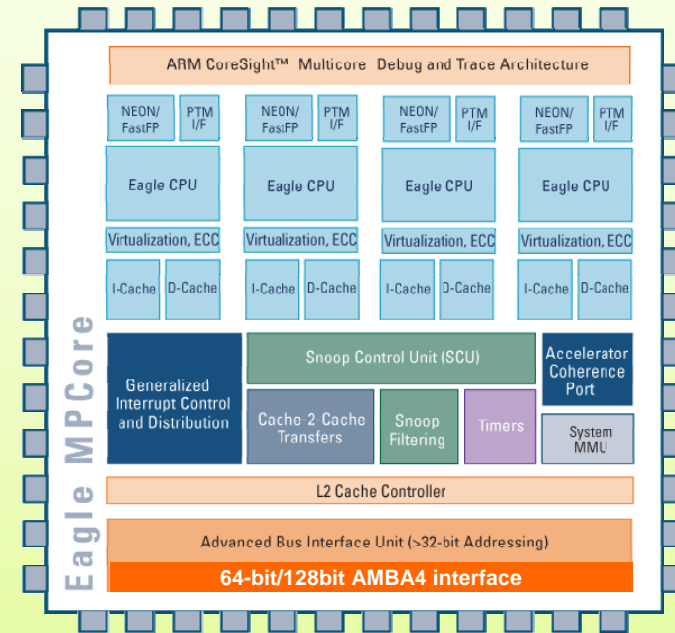 ARM CoreSight™ Multicore Debug and Trace Architecture
NEON/
FastFP
PTM
I/F
NEON/
FastFP
PTM
I/F
NEON/
FastFP
PTM
I/F
NEON/
FastFP
PTM
I/F
Eagle CPU
Eagle CPU
Eagle CPU
Eagle CPU
Virtualization, ECC
Virtualization, ECC
Virtualization, ECC
Virtualization, ECC
I-Cache
D-Cache
I-Cache
D-Cache
I-Cache
D-Cache
I-Cache
D-Cache
Eagle MPCore
Generalized
Interrupt Control
and Distribution
Snoop Control Unit (SCU)
Accelerator
Coherence
Port
Cache-2-Cache
Transfers
Snoop
Filtering
Timers
System
MMU
L2 Cache Controller
Advanced Bus Interface Unit (>32-bit Addressing)
64-bit/128bit AMBA4 interface